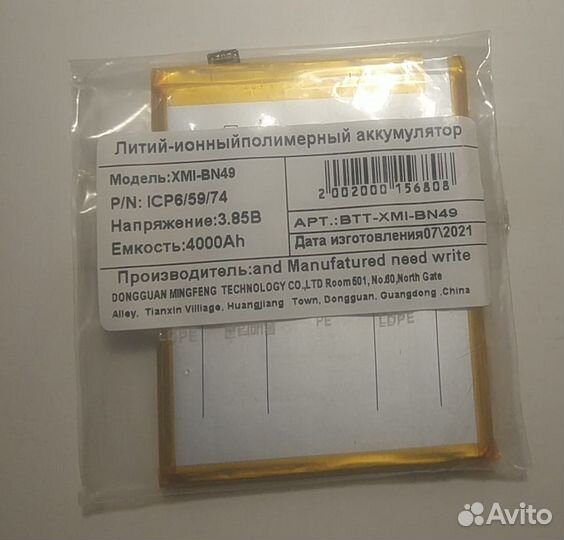 Литий-ионныйполимерный аккумулятор
Модель:XMI-BN49
P/N: ICP6/59/74
Напряжение:3.85В
Емкость:4000Ah
2 002000 156808
АРТ.:BTT-XMI-BN49
Дата изготовления07\2021
Производитель:and Manufatured need write
DONGGUAN MINGFENG TECHNOLOGY CO.,LTD Room 501, No.60,North Gate
Alley, Tianxin Villiage, Huangjiang Town, Dongguan, Guangdong ,China
LDPE
PE
LDPE
Avito